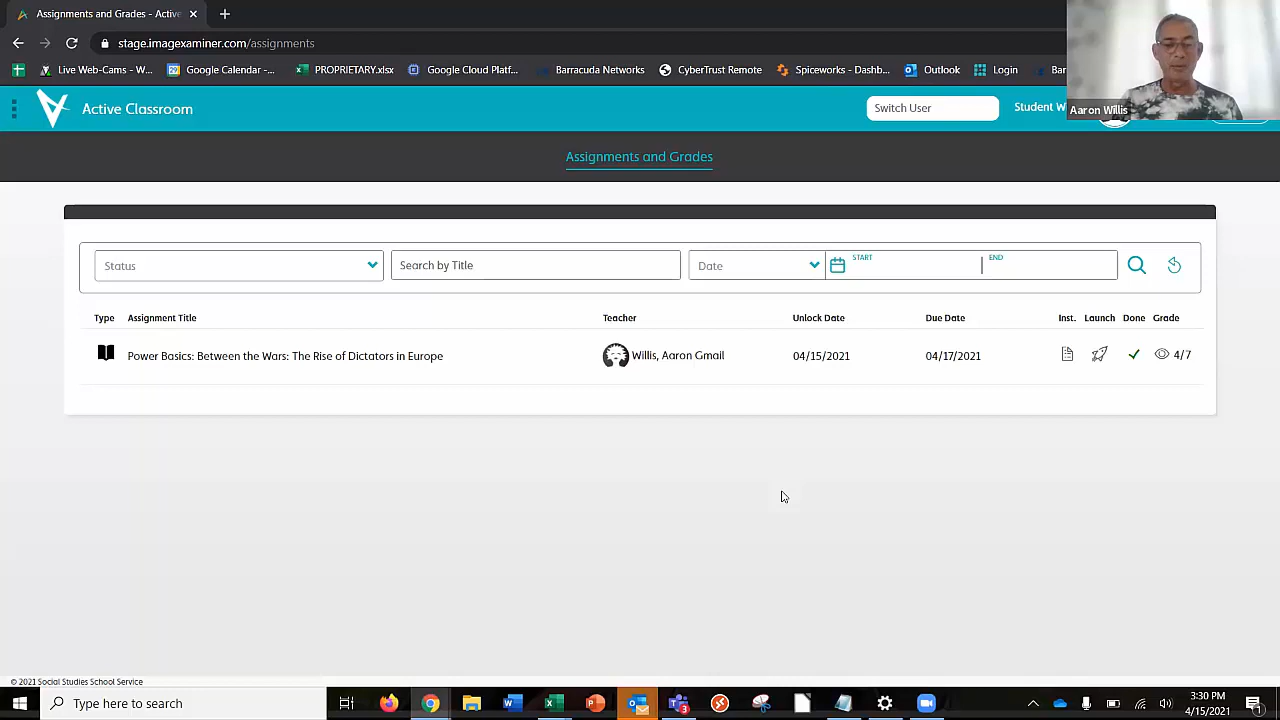 Assignments and Grades - Active
stage.imagexaminer.com/assignments
Live Web-Cams - W... Google Calendar -... PROPRIETARY.xlsx Google Cloud Platf... Barracuda Networks CyberTrust Remote Spiceworks - Dashb... Outlook Login Bar
Active Classroom
Switch User
Student W
Aaron Willis
Assignments and Grades
Status
Search by Title
Date
START
END
Type Assignment Title Teacher Unlock Date Due Date Inst. Launch Done Grade
Power Basics: Between the Wars: The Rise of Dictators in Europe Willis, Aaron Gmail 04/15/2021 04/17/2021 4/7
© 2021 Social Studies School Service
Type here to search
3:30 PM
4/15/2021